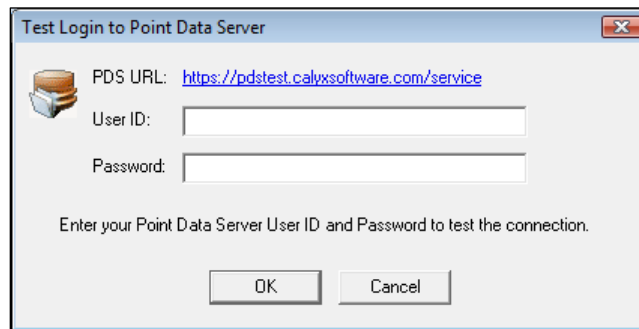 Test Login to Point Data Server
PDS URL: https://pdstest.calyxsoftware.com/service
User ID:
Password:
Enter your Point Data Server User ID and Password to test the connection.
OK Cancel